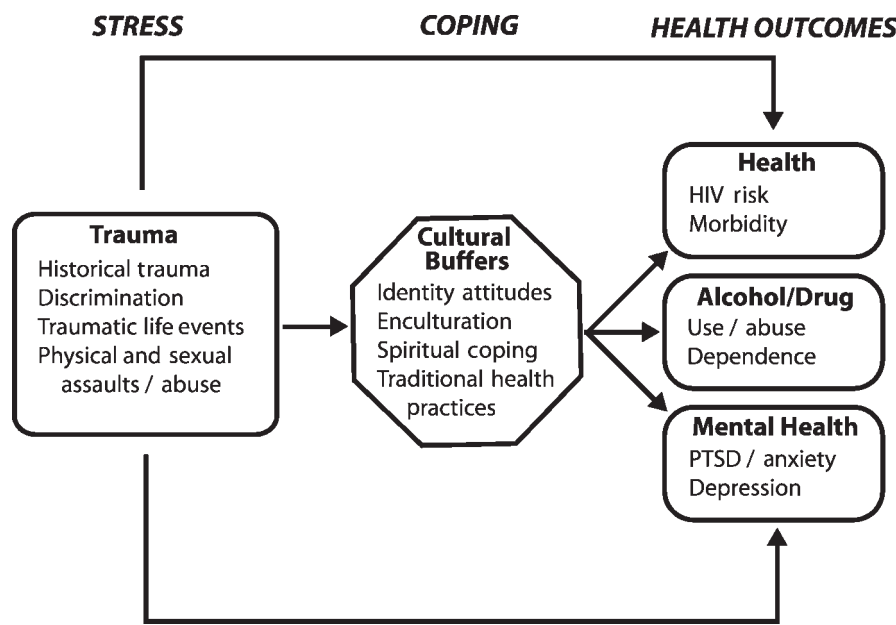 STRESS
COPING
HEALTH OUTCOMES
Trauma
Historical trauma
Discrimination
Traumatic life events
Physical and sexual
assaults / abuse
Cultural
Buffers
Identity attitudes
Enculturation
Spiritual coping
Traditional health
practices
Health
HIV risk
Morbidity
Alcohol/Drug
Use / abuse
Dependence
Mental Health
PTSD / anxiety
Depression